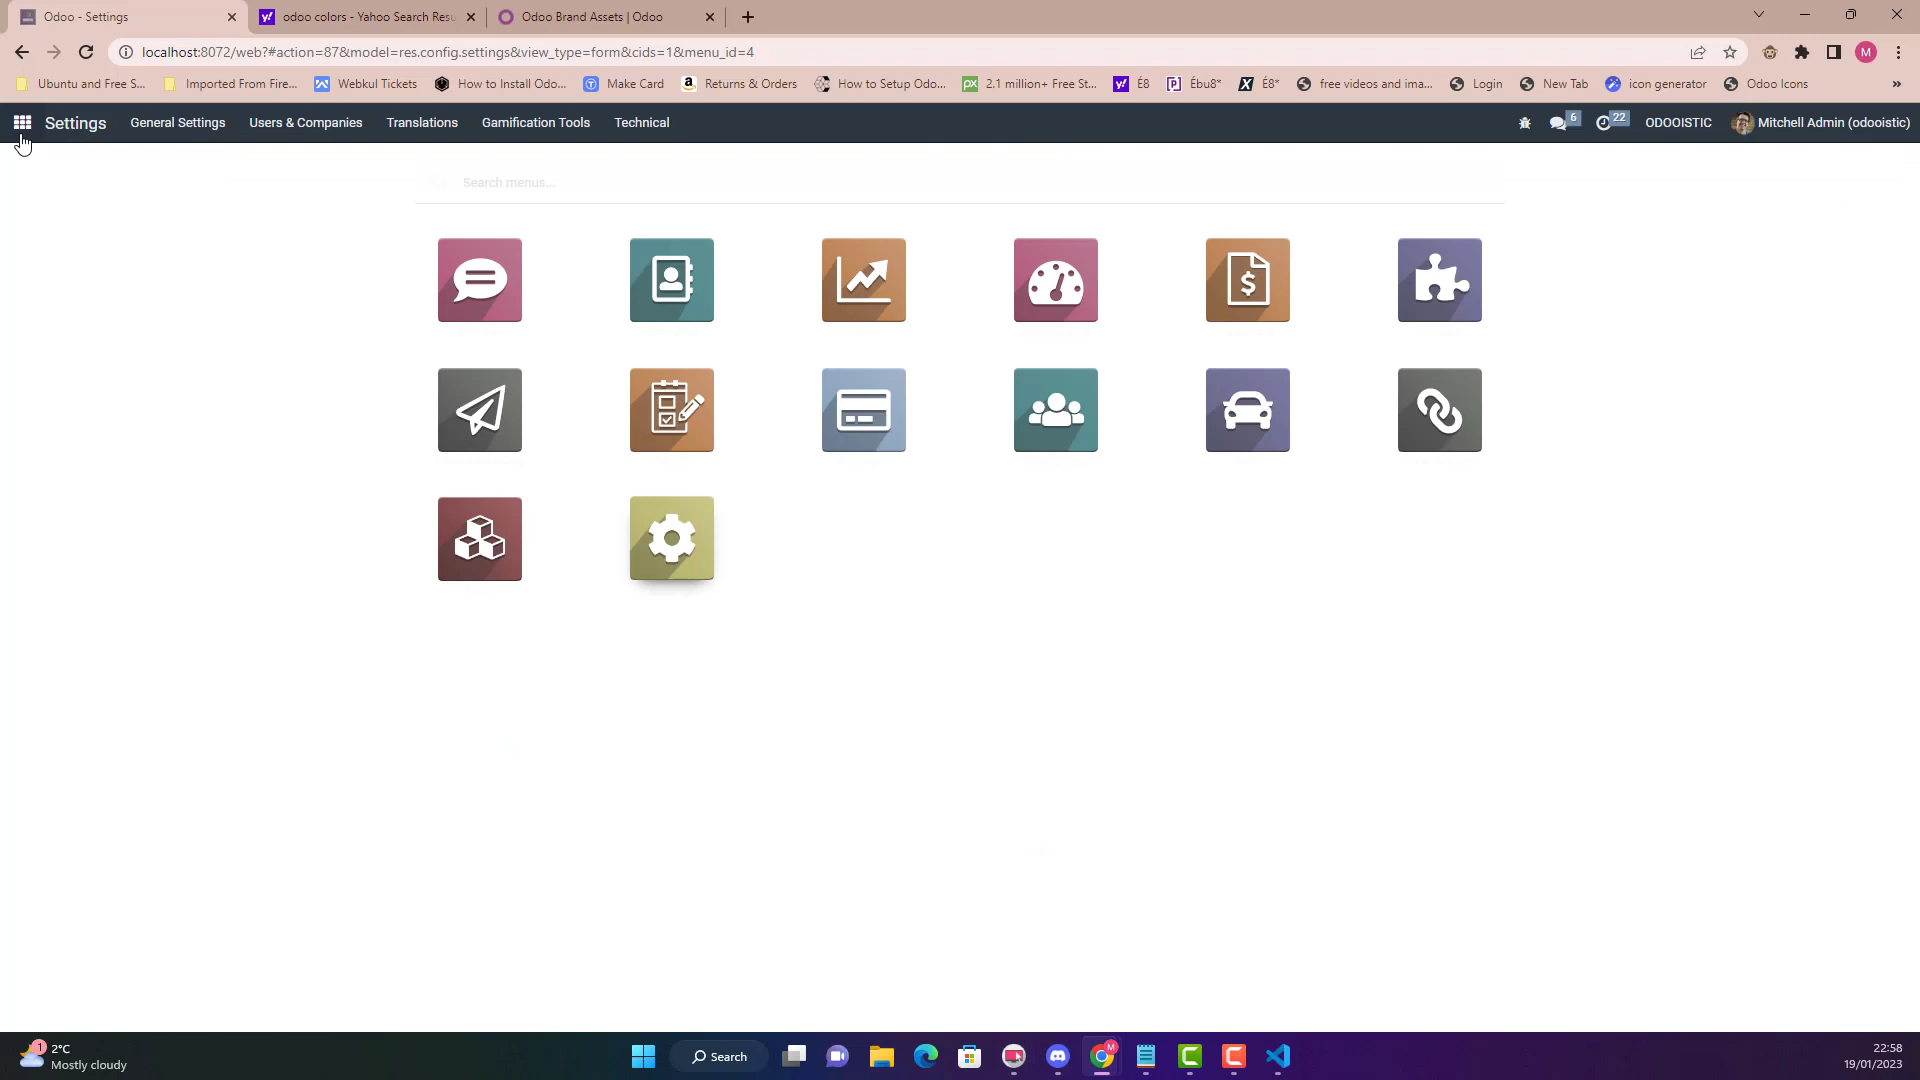 Odoo - Settings
odoo colors - Yahoo Search Resu
Odoo Brand Assets | Odoo
localhost:8072/web?#action=87&model=res.config.settings&view_type=form&cids=1&menu_id=4
M
Ubuntu and Free S...
Imported From Fire...
Webkul Tickets
How to Install Odo...
Make Card
Returns & Orders
How to Setup Odo...
2.1 million+ Free St...
É8
Ébu8*
É8*
free videos and ima...
Login
New Tab
icon generator
Odoo Icons
»
Settings
General Settings
Users & Companies
Translations
Gamification Tools
Technical
6
22
ODOOISTIC
Mitchell Admin (odooistic)
Search menus...
1
2°C
Mostly cloudy
Search
M
22:58
19/01/2023